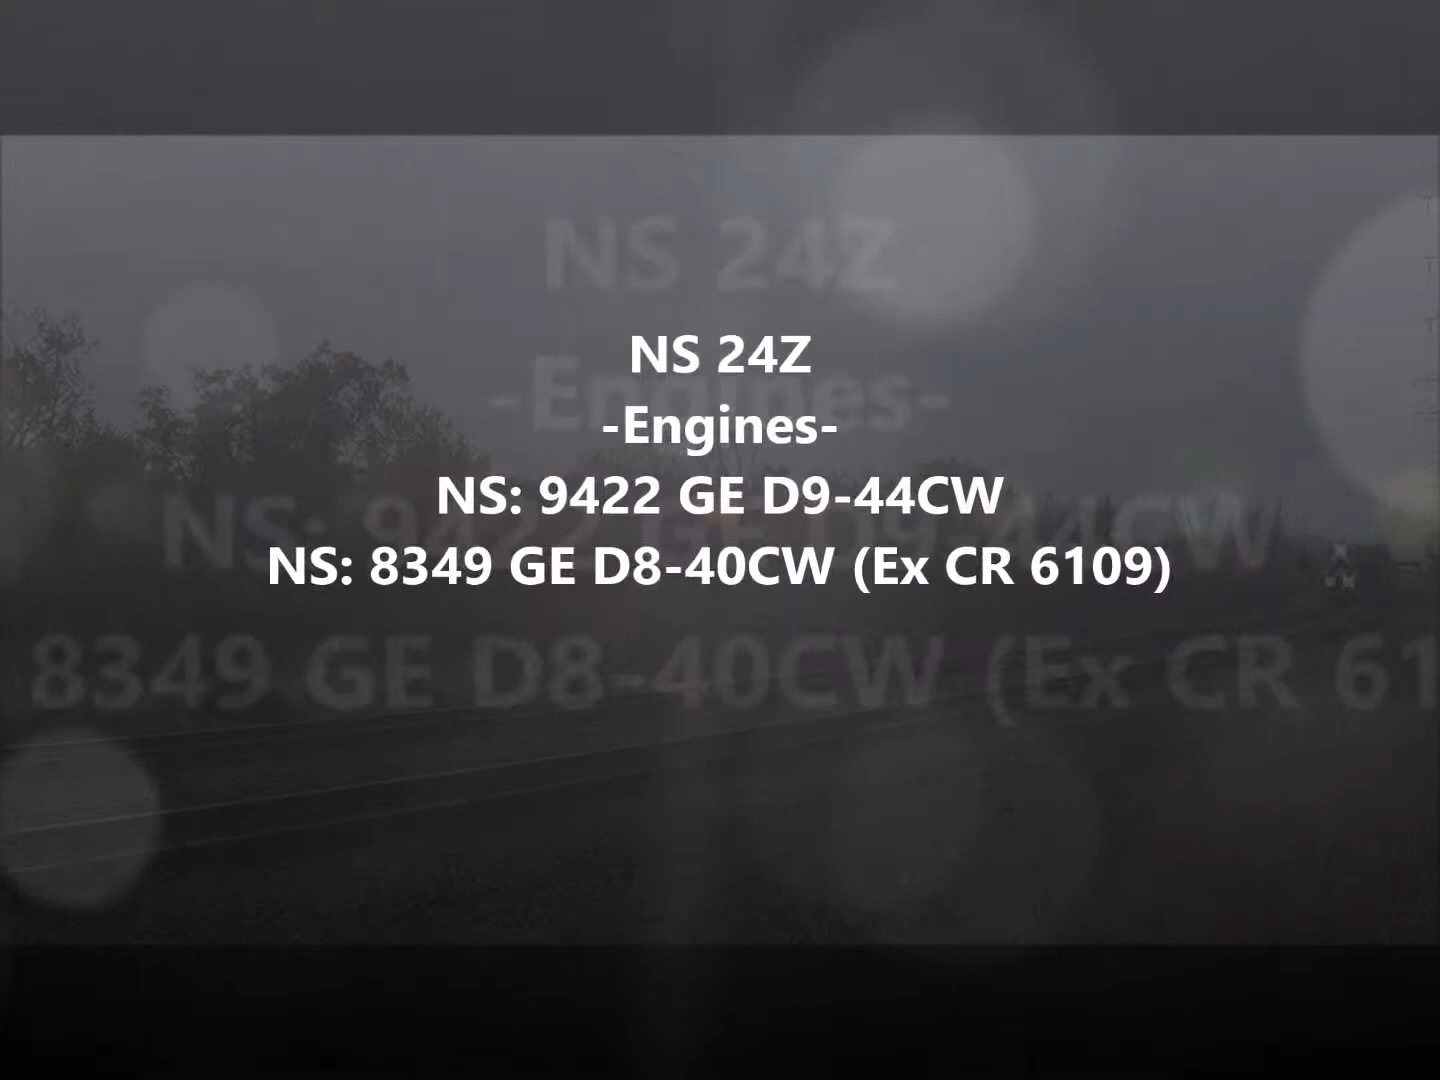 NS 24Z
-Engines-
NS: 9422 GE D9-44CW
NS: 8349 GE D8-40CW (Ex CR 6109)